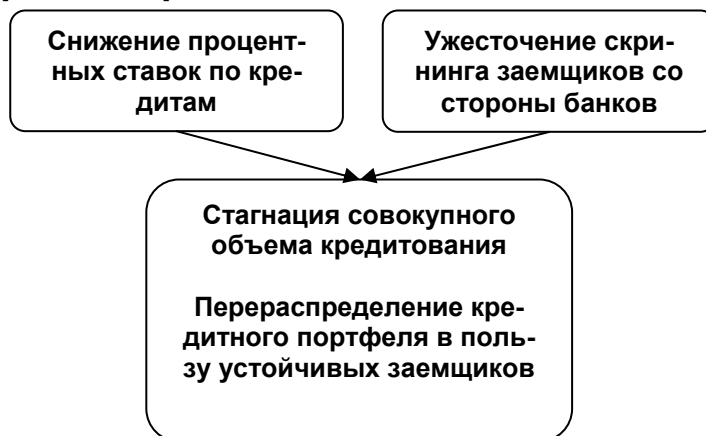 Снижение процент-
ных ставок по кре-
дитам
Ужесточение скри-
нинга заемщиков со
стороны банков
Стагнация совокупного
объема кредитования
Перераспределение кре-
дитного портфеля в поль-
зу устойчивых заемщиков